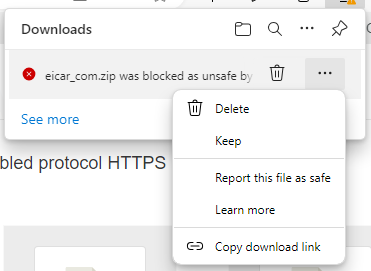 Downloads
eicar_com.zip was blocked as unsafe by
Delete
Keep
Report this file as safe
Learn more
Copy download link
See more
bled protocol HTTPS